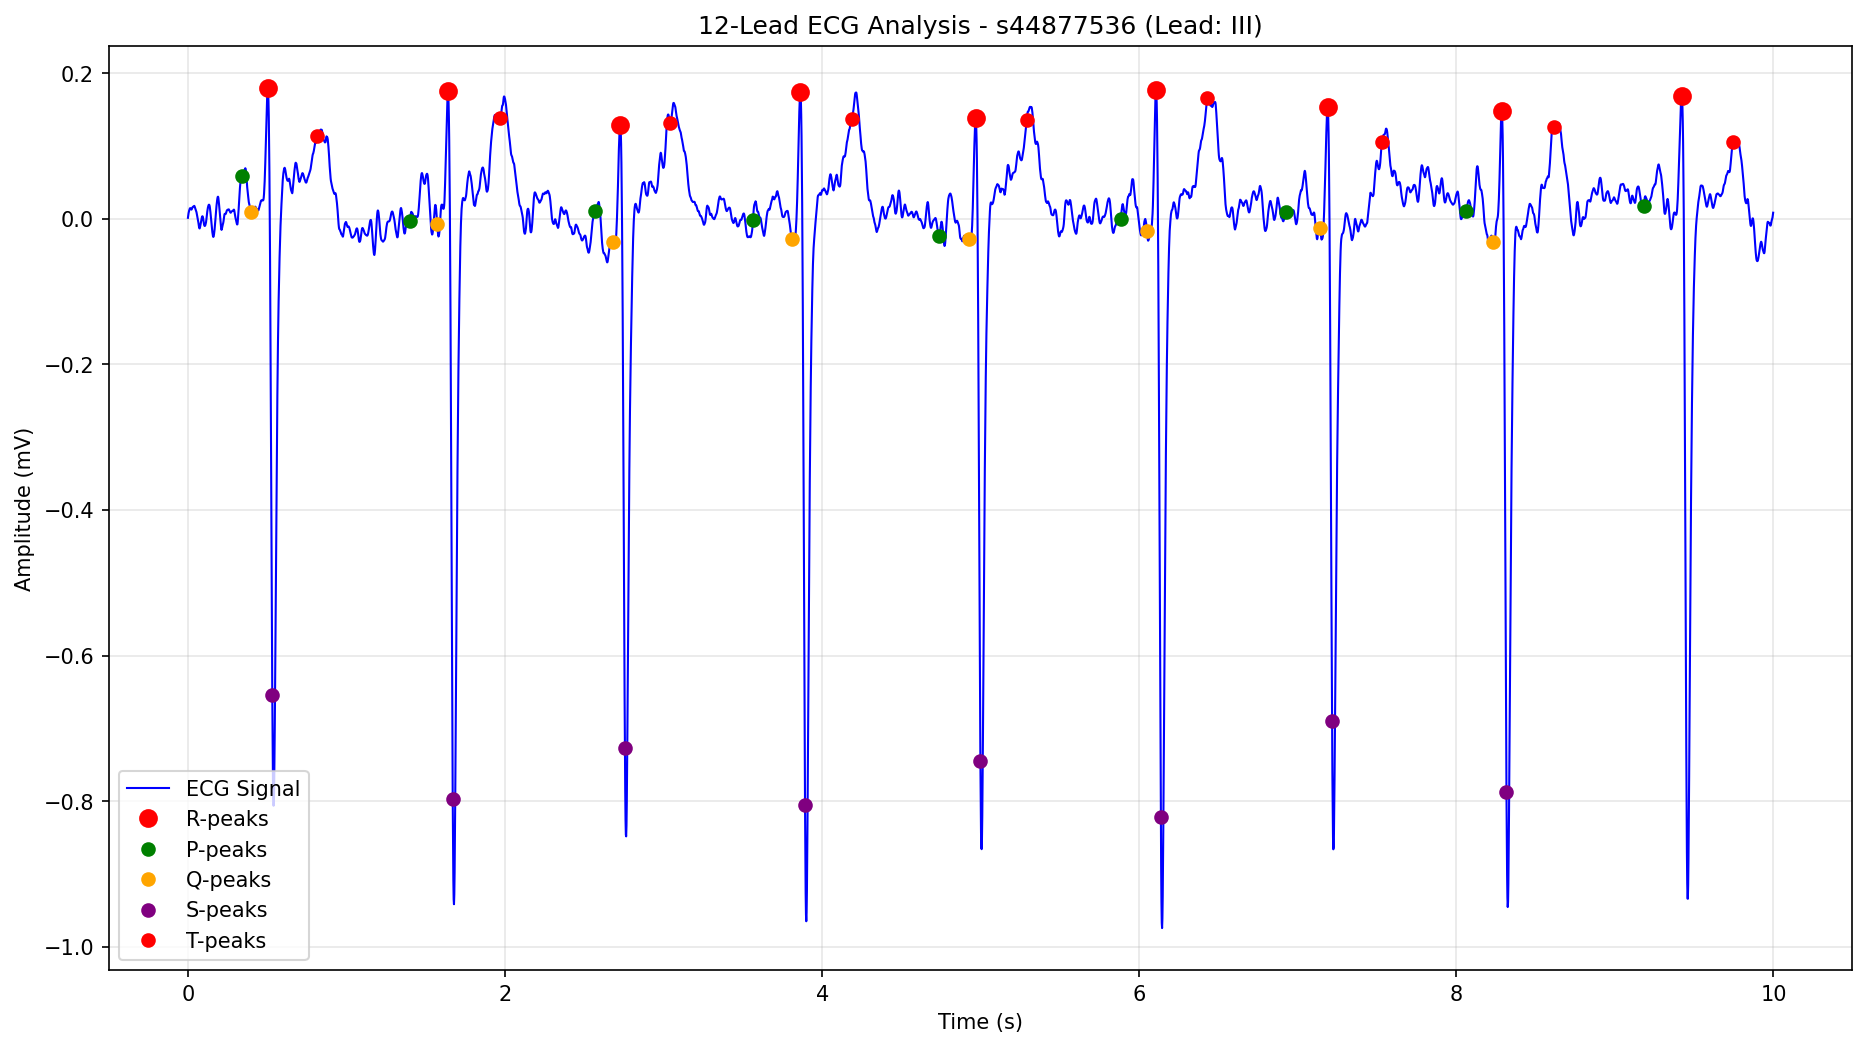 12-Lead ECG Analysis - s44877536 (Lead: III)
Amplitude (mV)
0.2
0.0
−0.2
−0.4
−0.6
−0.8
−1.0
ECG Signal
R-peaks
P-peaks
Q-peaks
S-peaks
T-peaks
0 2 4 6 8 10
Time (s)